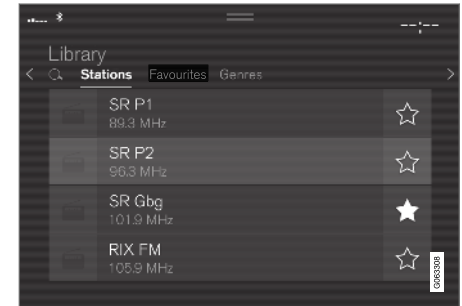 --:--
Library
Stations Favourites Genres
SR P1
89.3 MHz
SR P2
96.3 MHz
SR Gbg
101.9 MHz
RIX FM
105.9 MHz
G063308